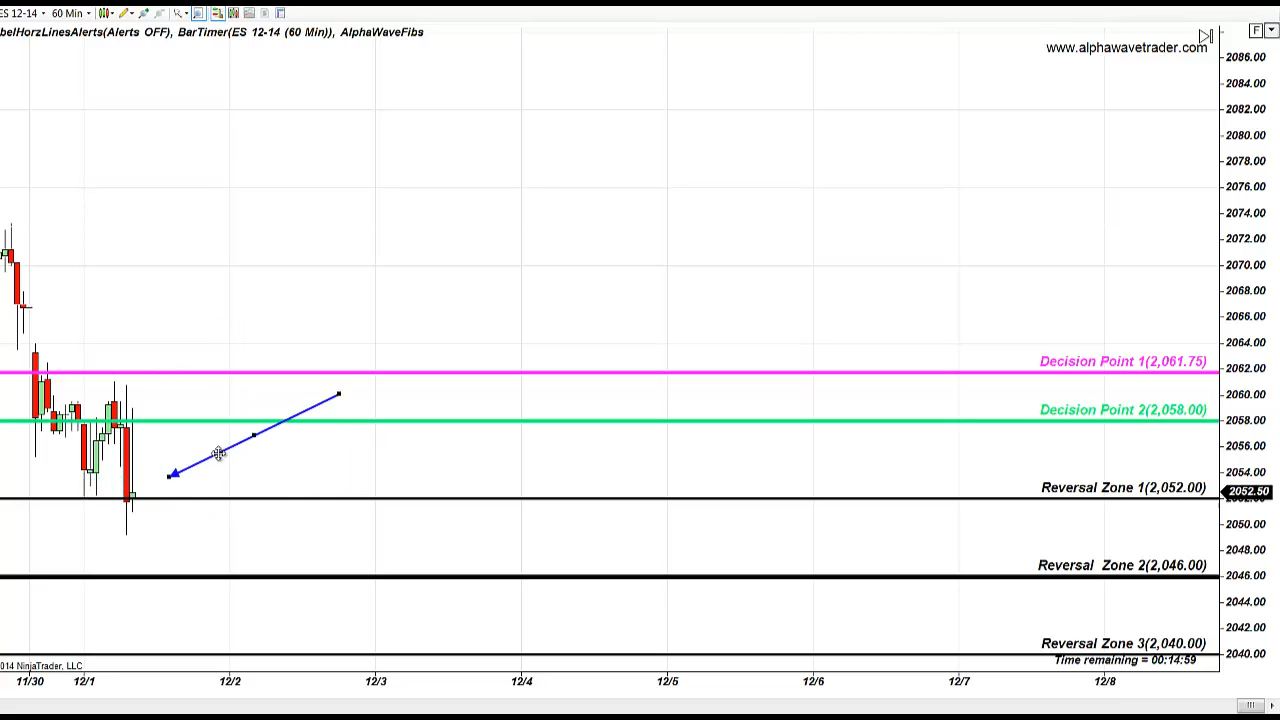 ES 12-14 60 Min
belHorzLinesAlerts(Alerts OFF), BarTimer(ES 12-14 (60 Min)), AlphaWaveFibs
F
www.alphawavetrader.com
2086.00
2084.00
2082.00
2080.00
2078.00
2076.00
2074.00
2072.00
2070.00
2068.00
2066.00
2064.00
Decision Point 1(2,061.75)
2062.00
2060.00
Decision Point 2(2,058.00)
2058.00
2056.00
2054.00
Reversal Zone 1(2,052.00)
2052.50
2050.00
2048.00
Reversal Zone 2(2,046.00)
2046.00
2044.00
2042.00
Reversal Zone 3(2,040.00)
2040.00
Time remaining = 00:14:59
014 NinjaTrader, LLC
11/30 12/1 12/2 12/3 12/4 12/5 12/6 12/7 12/8